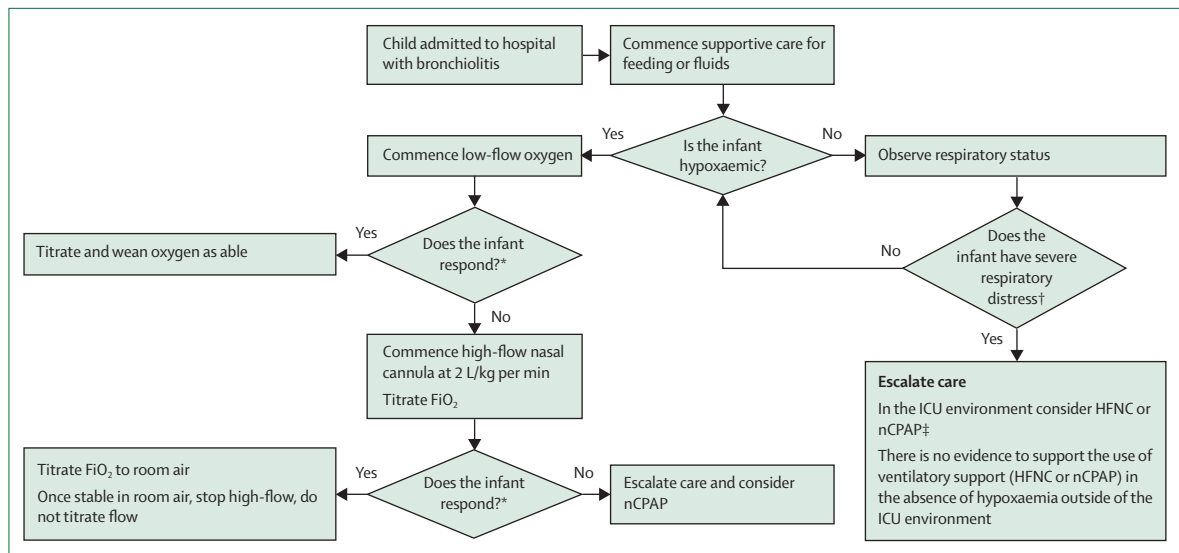 Child admitted to hospital
with bronchiolitis
Commence supportive care for
feeding or fluids
Is the infant
hypoxaemic?
Yes
No
Commence low-flow oxygen
Observe respiratory status
Does the infant
respond?*
Yes
Titrate and wean oxygen as able
No
Does the
infant have severe
respiratory
distress†
No
Yes
Commence high-flow nasal
cannula at 2 L/kg per min
Titrate FiO₂
Escalate care
In the ICU environment consider HFNC or
nCPAP‡
There is no evidence to support the use of
ventilatory support (HFNC or nCPAP) in
the absence of hypoxaemia outside of the
ICU environment
Does the infant
respond?*
Yes
Titrate FiO₂ to room air
Once stable in room air, stop high-flow, do
not titrate flow
No
Escalate care and consider
nCPAP